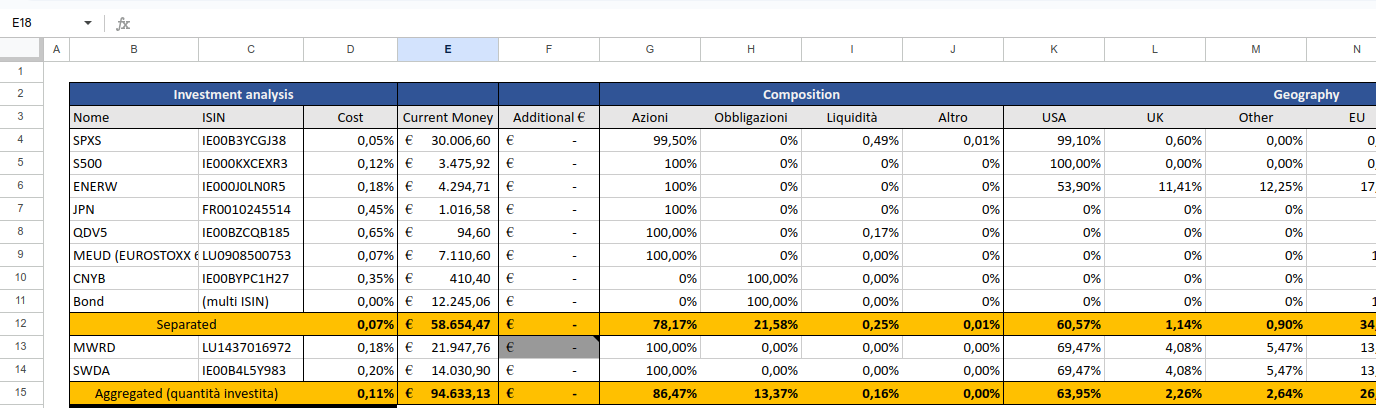 E18 fx
A B C D E F G H I J K L M N
1
2 Investment analysis Composition Geography
3 Nome ISIN Cost Current Money Additional € Azioni Obbligazioni Liquidità Altro USA UK Other EU
4 SPXS IE00B3YCGJ38 0,05% € 30.006,60 € - 99,50% 0% 0,49% 0,01% 99,10% 0,60% 0,00% 0,
5 S500 IE000KXCEXR3 0,12% € 3.475,92 € - 100% 0% 0% 0% 100,00% 0,00% 0,00% 0,
6 ENERW IE000J0LN0R5 0,18% € 4.294,71 € - 100% 0% 0% 0% 53,90% 11,41% 12,25% 17,
7 JPN FR0010245514 0,45% € 1.016,58 € - 100% 0% 0% 0% 0% 0% 0%
8 QDV5 IE00BZCQB185 0,65% € 94,60 € - 100,00% 0% 0,17% 0% 0% 0% 0%
9 MEUD (EUROSTOXX 6 LU0908500753 0,07% € 7.110,60 € - 100,00% 0% 0,00% 0% 0% 0% 0% 1
10 CNYB IE00BYPC1H27 0,35% € 410,40 € - 0% 100,00% 0,00% 0% 0% 0% 0%
11 Bond (multi ISIN) 0,00% € 12.245,06 € - 0% 100,00% 0,00% 0% 0% 0% 0% 1
12 Separated 0,07% € 58.654,47 € - 78,17% 21,58% 0,25% 0,01% 60,57% 1,14% 0,90% 34,
13 MWRD LU1437016972 0,18% € 21.947,76 € - 100,00% 0,00% 0,00% 0,00% 69,47% 4,08% 5,47% 13,
14 SWDA IE00B4L5Y983 0,20% € 14.030,90 € - 100,00% 0,00% 0,00% 0,00% 69,47% 4,08% 5,47% 13,
15 Aggregated (quantità investita) 0,11% € 94.633,13 € - 86,47% 13,37% 0,16% 0,00% 63,95% 2,26% 2,64% 26,